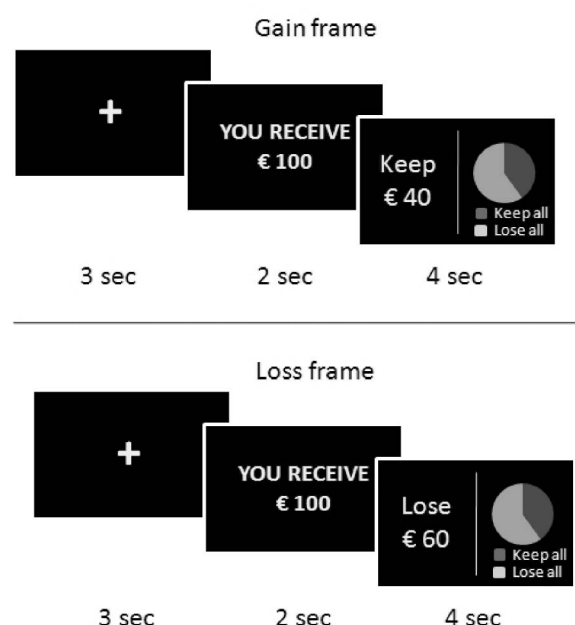 Gain frame
+
YOU RECEIVE
€ 100
Keep
€ 40
Keep all
Lose all
3 sec
2 sec
4 sec
Loss frame
+
YOU RECEIVE
€ 100
Lose
€ 60
Keep all
Lose all
3 sec
2 sec
4 sec